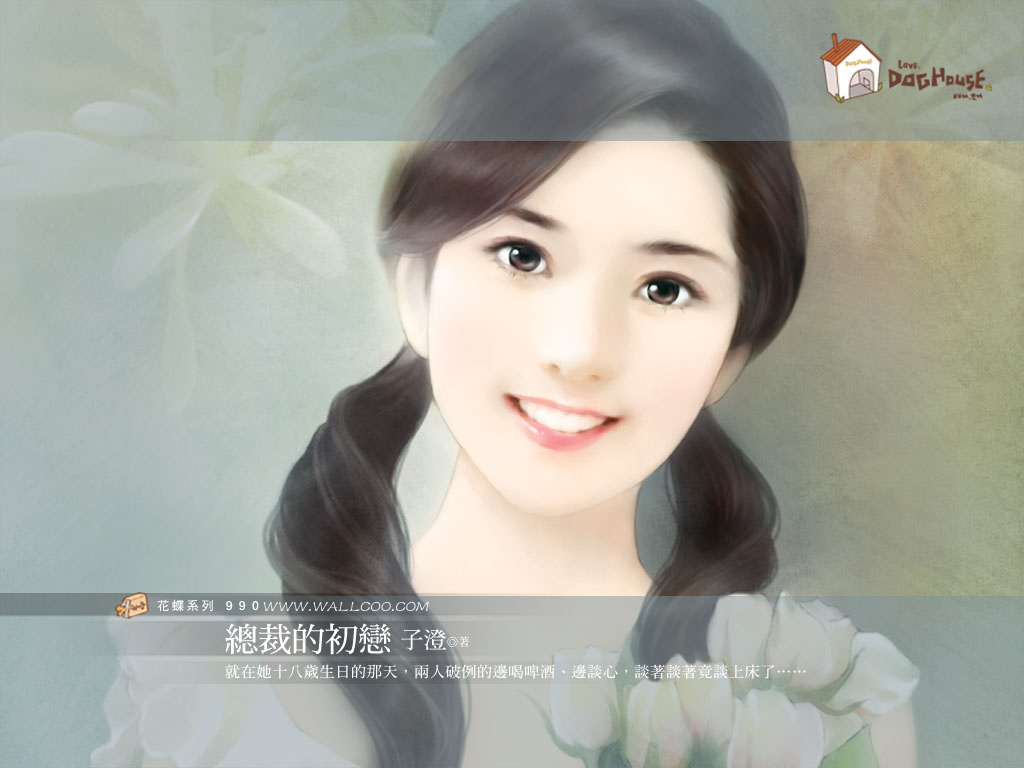 Love.
DOGHOUSE
com.tw
DOGHOUSE
花蝶系列 990 WWW.WALLCOO.COM
總裁的初戀 子澄◎著
就在她十八歲生日的那天,兩人破例的邊喝啤酒、邊談心,談著談著竟談上床了……